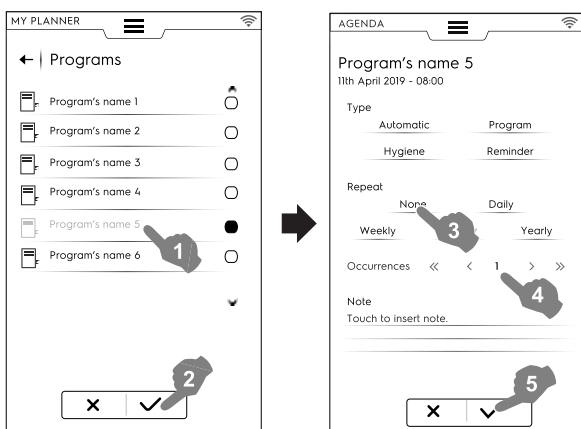 MY PLANNER
Programs
Program's name 1
Program's name 2
Program's name 3
Program's name 4
Program's name 5
Program's name 6
1
2
AGENDA
Program's name 5
11th April 2019 - 08:00
Type
Automatic Program
Hygiene Reminder
Repeat
None Daily
Weekly Yearly
3
Occurrences « < 1 > »
4
Note
Touch to insert note.
5